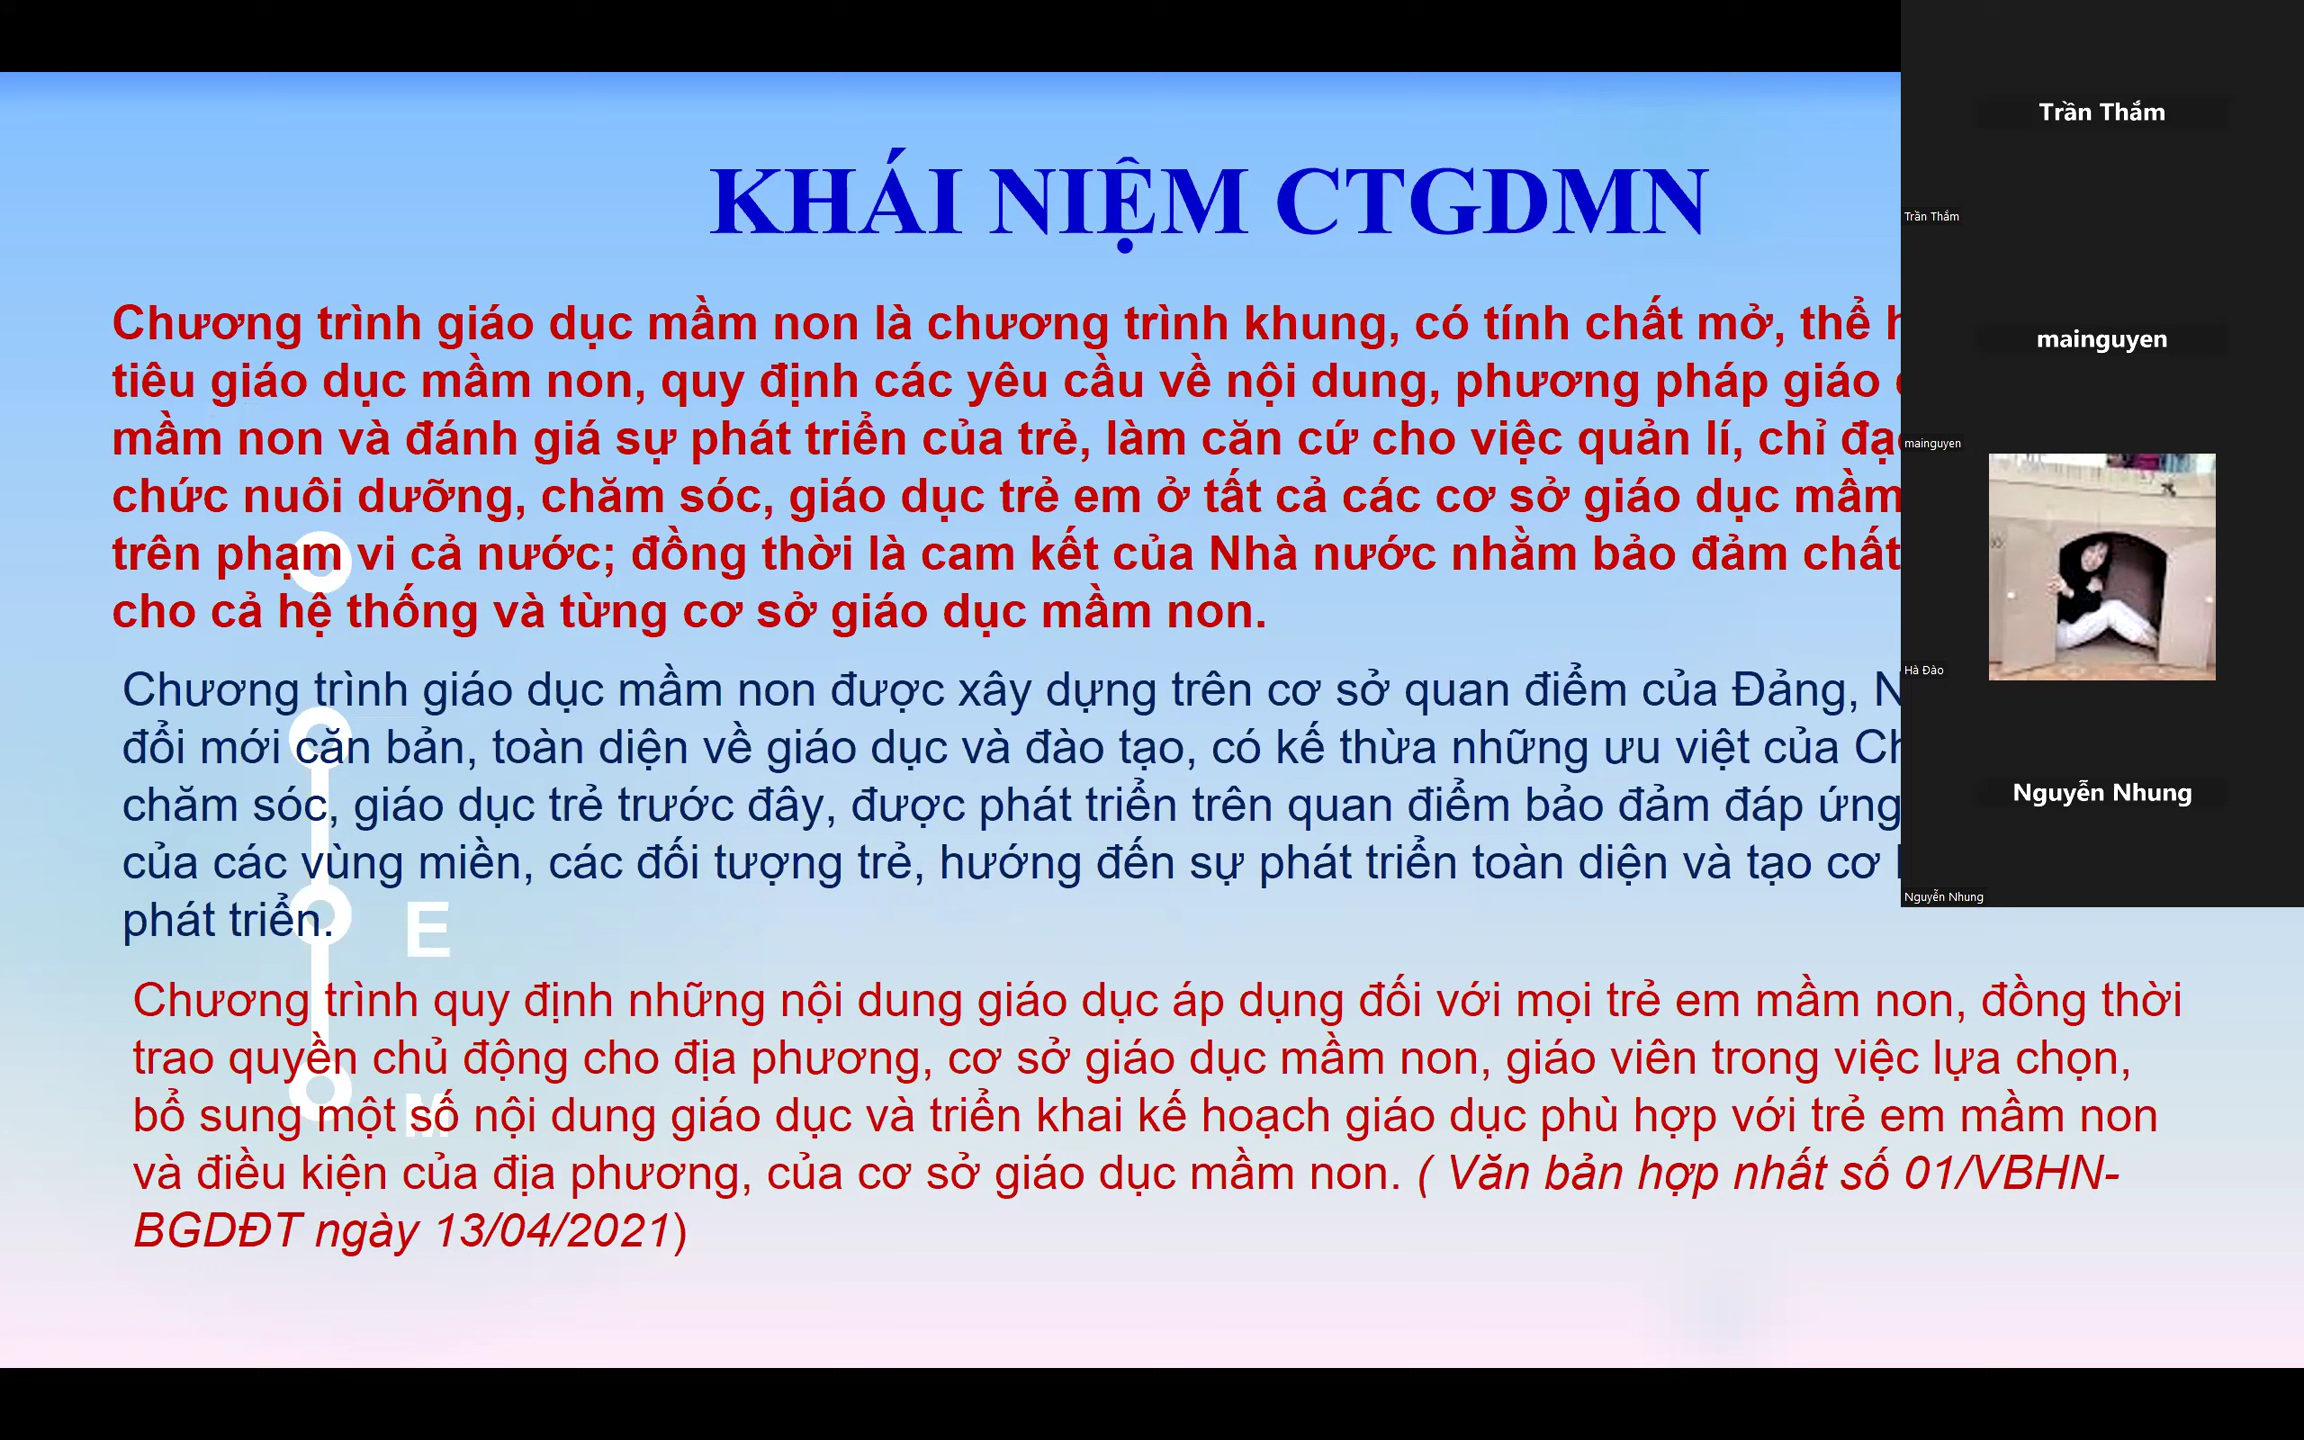 KHÁI NIỆM CTGDMN
Chương trình giáo dục mầm non là chương trình khung, có tính chất mở, thể
tiêu giáo dục mầm non, quy định các yêu cầu về nội dung, phương pháp giáo
mầm non và đánh giá sự phát triển của trẻ, làm căn cứ cho việc quản lí, chỉ
chức nuôi dưỡng, chăm sóc, giáo dục trẻ em ở tất cả các cơ sở giáo dục mầm
trên phạm vi cả nước; đồng thời là cam kết của Nhà nước nhằm bảo đảm chất
cho cả hệ thống và từng cơ sở giáo dục mầm non.
Chương trình giáo dục mầm non được xây dựng trên cơ sở quan điểm của Đảng,
đổi mới căn bản, toàn diện về giáo dục và đào tạo, có kế thừa những ưu việt của
chăm sóc, giáo dục trẻ trước đây, được phát triển trên quan điểm bảo đảm đáp ứng
của các vùng miền, các đối tượng trẻ, hướng đến sự phát triển toàn diện và tạo cơ
phát triển.
E
M
Chương trình quy định những nội dung giáo dục áp dụng đối với mọi trẻ em mầm non, đồng thời
trao quyền chủ động cho địa phương, cơ sở giáo dục mầm non, giáo viên trong việc lựa chọn,
bổ sung một số nội dung giáo dục và triển khai kế hoạch giáo dục phù hợp với trẻ em mầm non
và điều kiện của địa phương, của cơ sở giáo dục mầm non. ( Văn bản hợp nhất số 01/VBHN-
BGDĐT ngày 13/04/2021)
Trần Thắm
Trần Thắm
mainguyen
mainguyen
Hà Đào
Nguyễn Nhung
Nguyễn Nhung